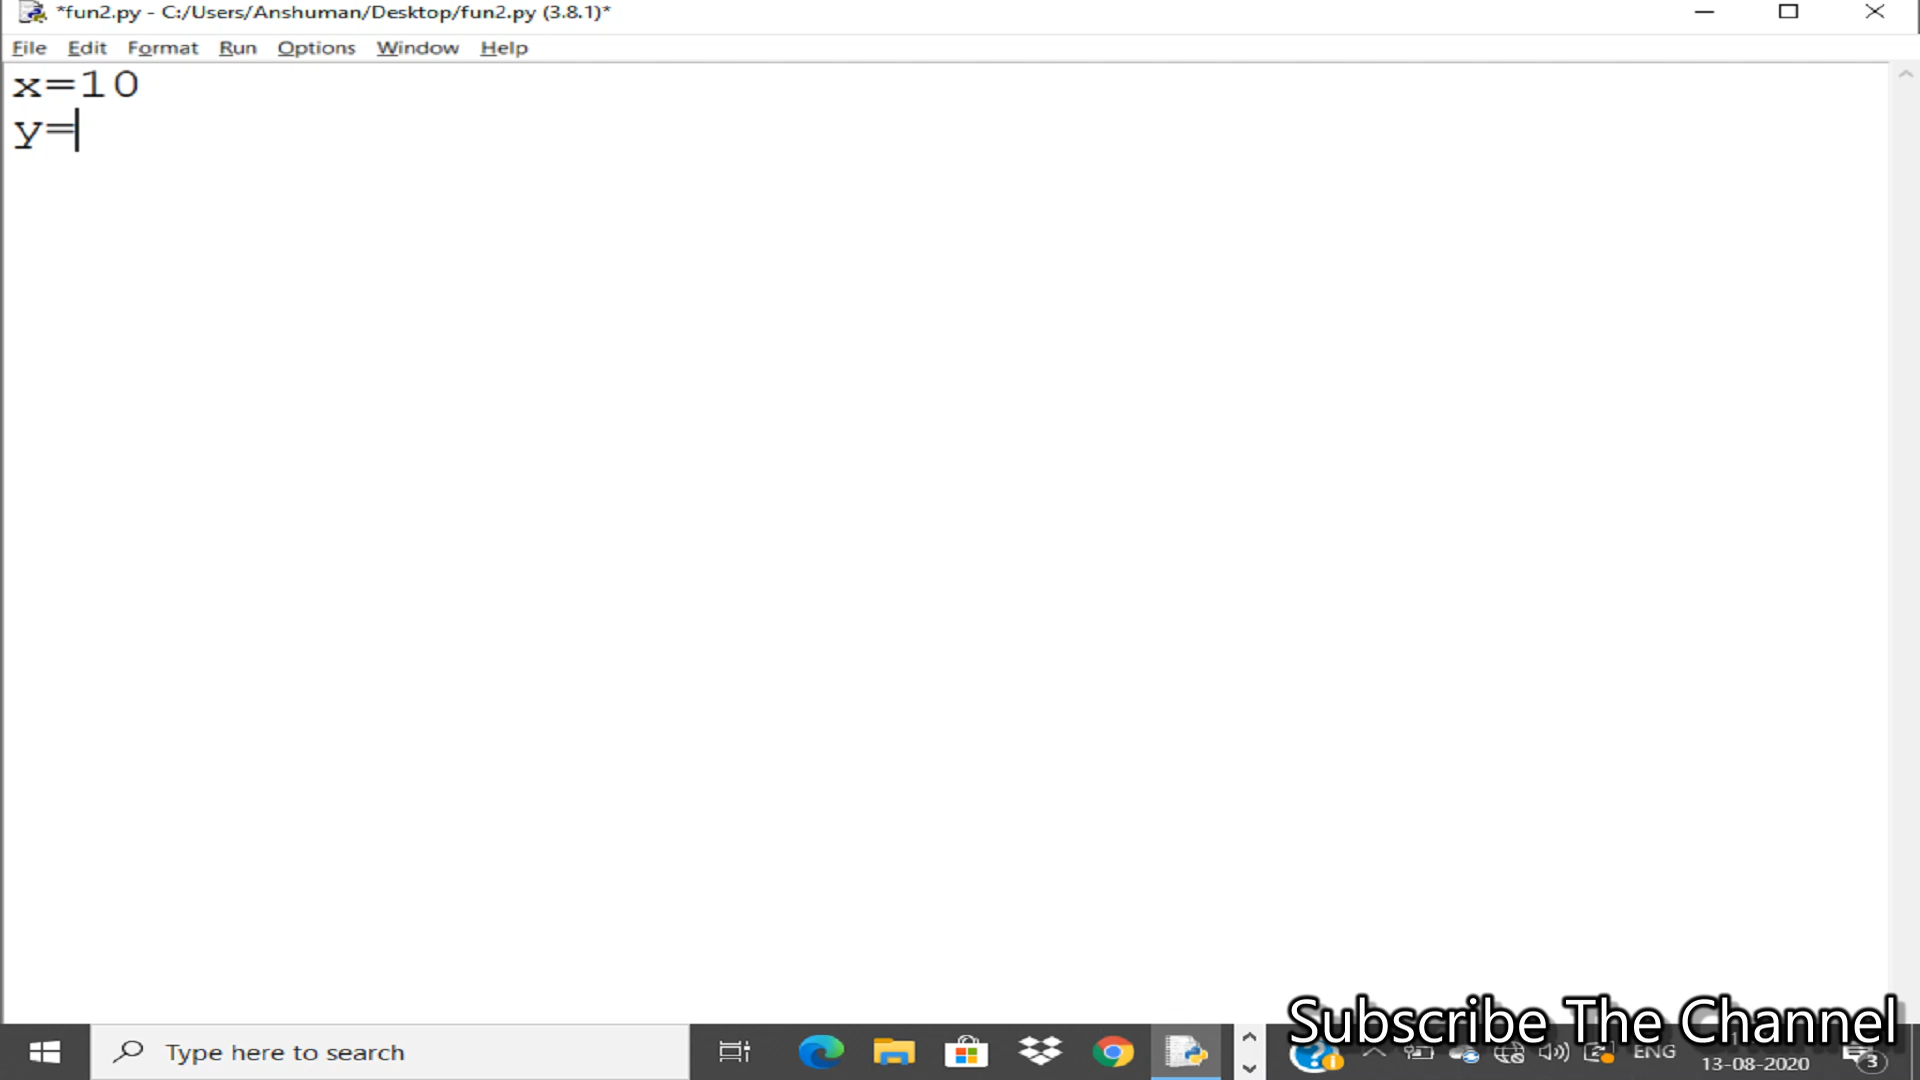 *fun2.py - C:/Users/Anshuman/Desktop/fun2.py (3.8.1)*
File Edit Format Run Options Window Help
x=10
y=
Subscribe The Channel
Type here to search
ENG
13-08-2020
3